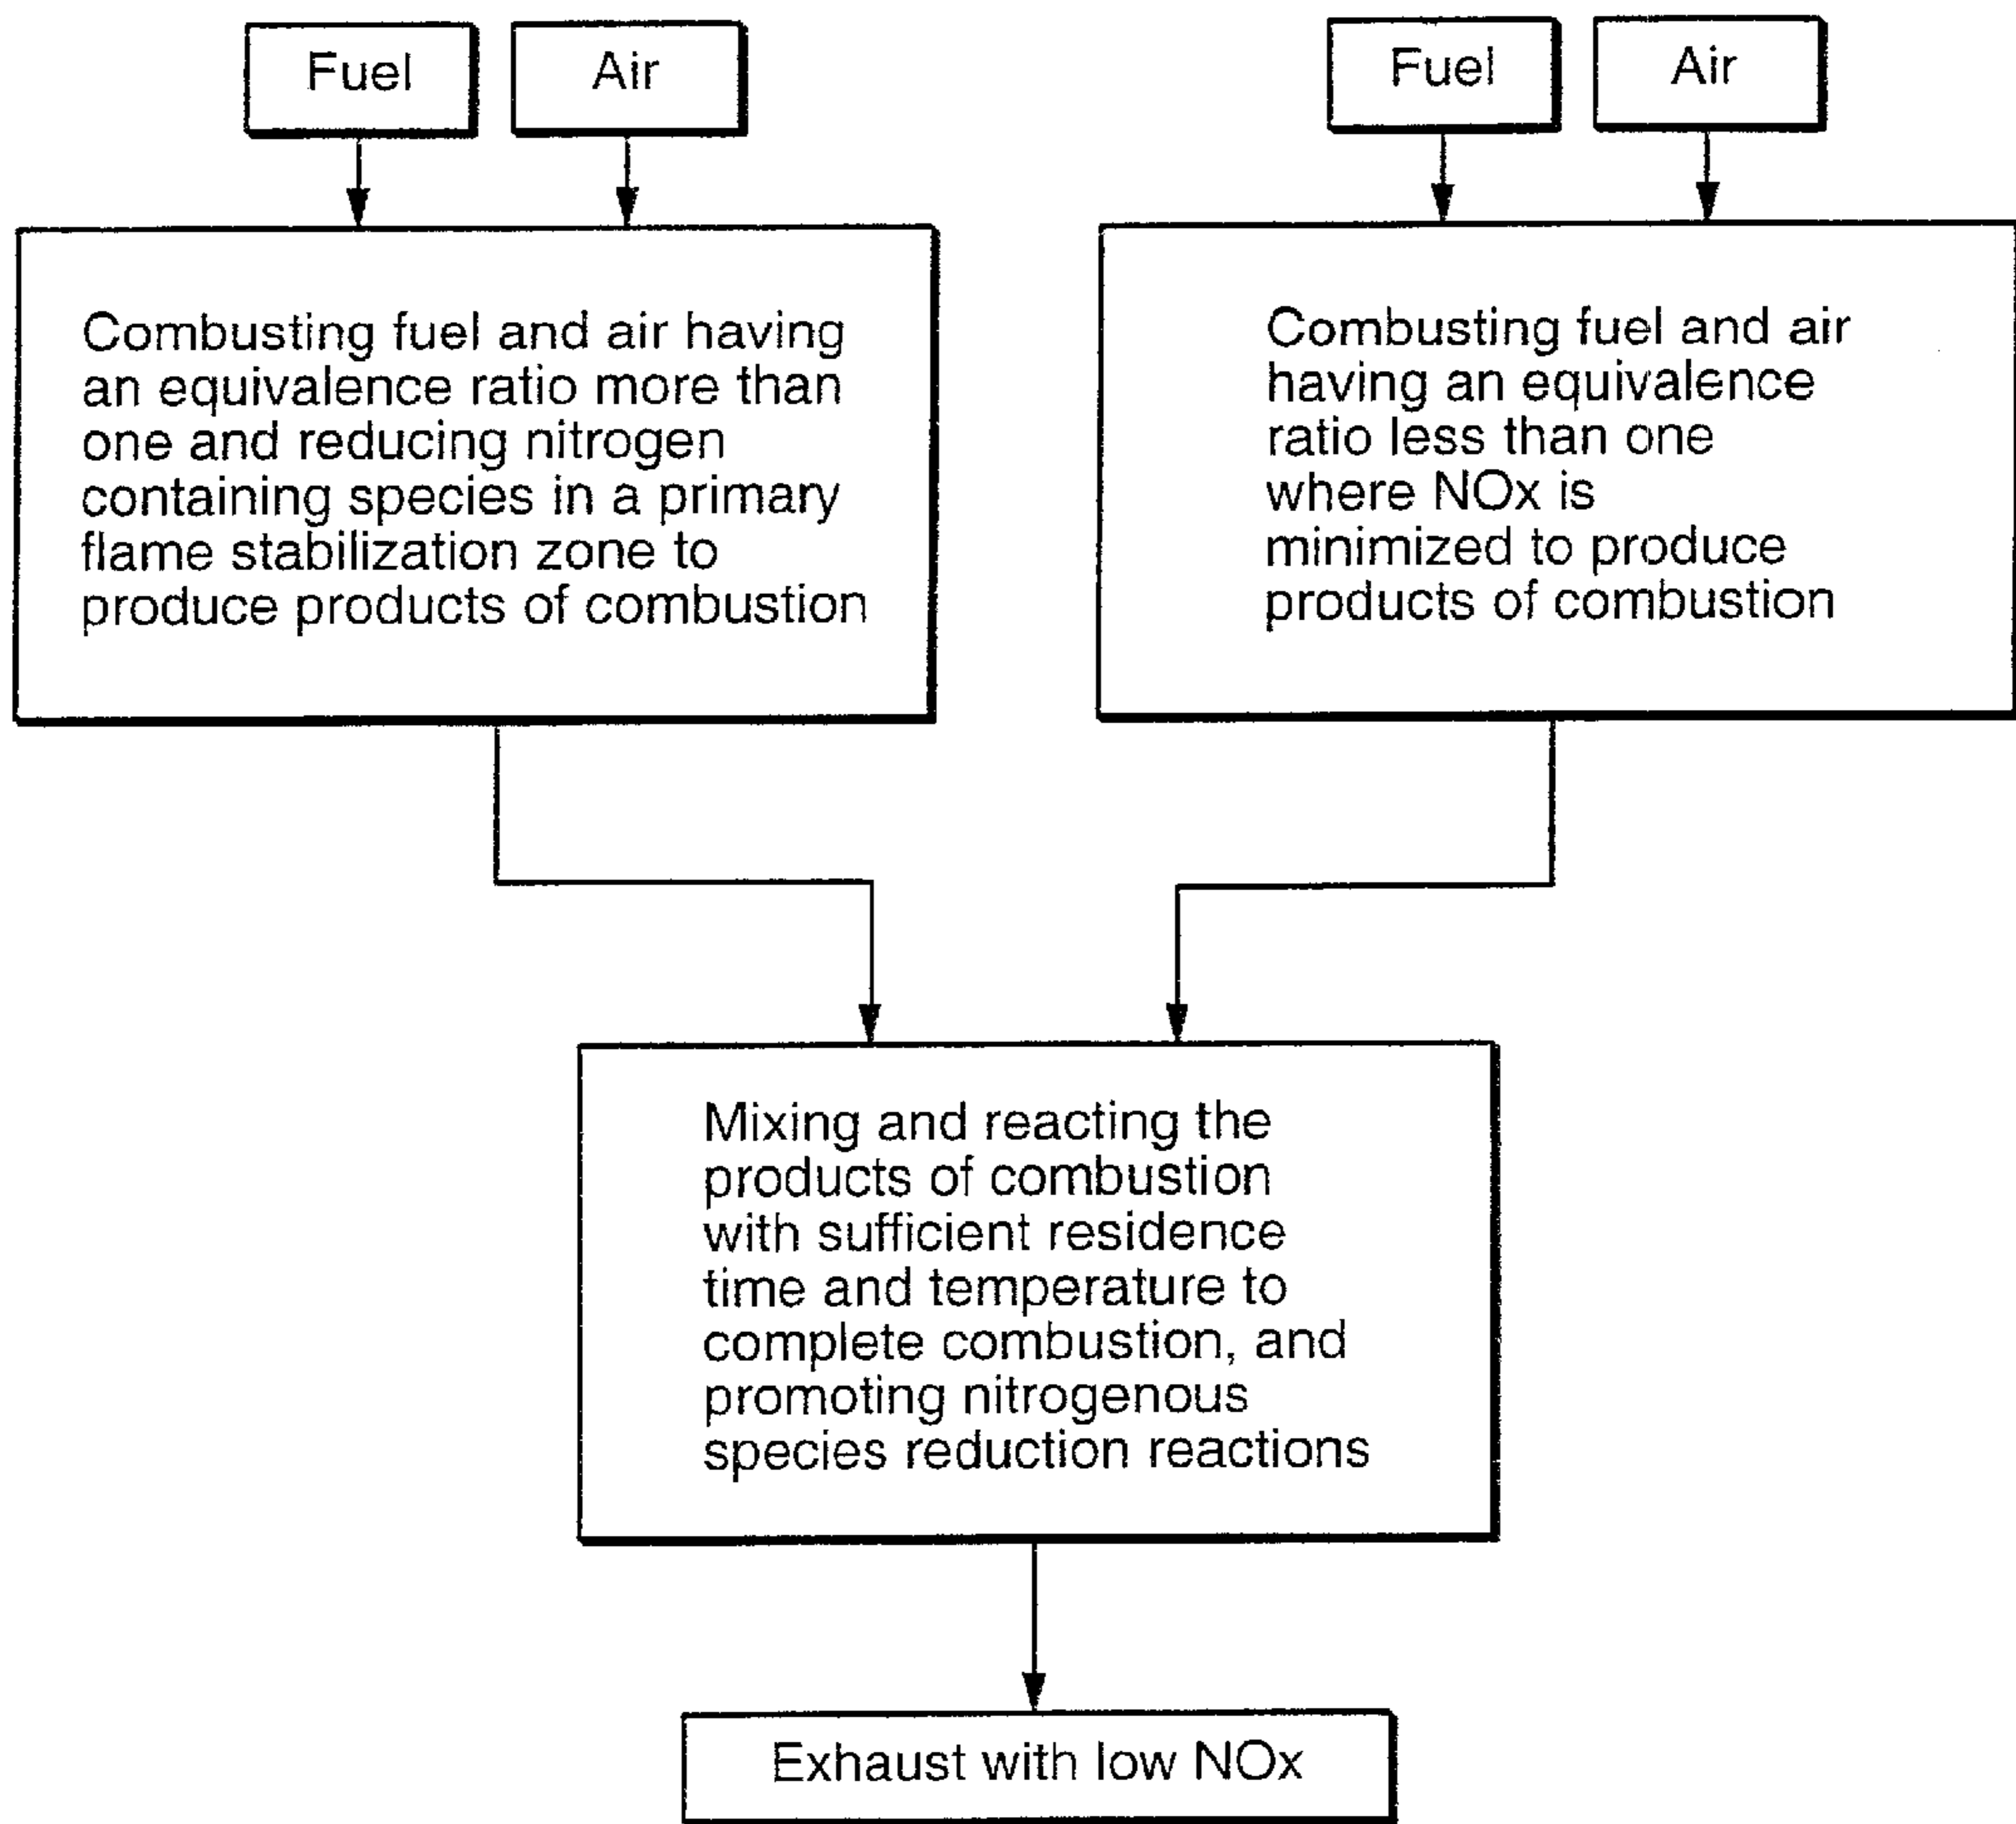 Fuel
Air
Fuel
Air
Combusting fuel and air having
an equivalence ratio more than
one and reducing nitrogen
containing species in a primary
flame stabilization zone to
produce products of combustion
Combusting fuel and air
having an equivalence
ratio less than one
where NOx is
minimized to produce
products of combustion
Mixing and reacting the
products of combustion
with sufficient residence
time and temperature to
complete combustion, and
promoting nitrogenous
species reduction reactions
Exhaust with low NOx